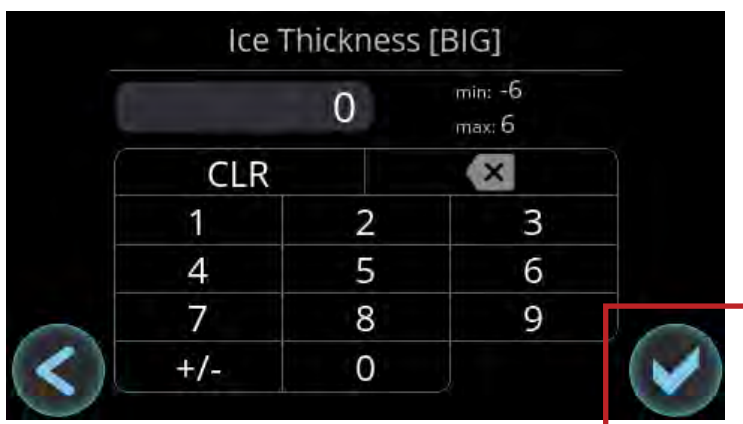 Ice Thickness [BIG]
0
min: -6
max: 6
CLR
1 2 3
4 5 6
7 8 9
+/- 0